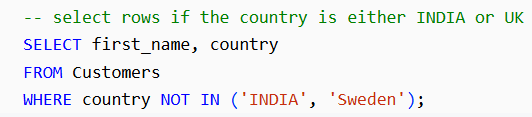 -- select rows if the country is either INDIA or UK
SELECT first_name, country
FROM Customers
WHERE country NOT IN ('INDIA', 'Sweden');